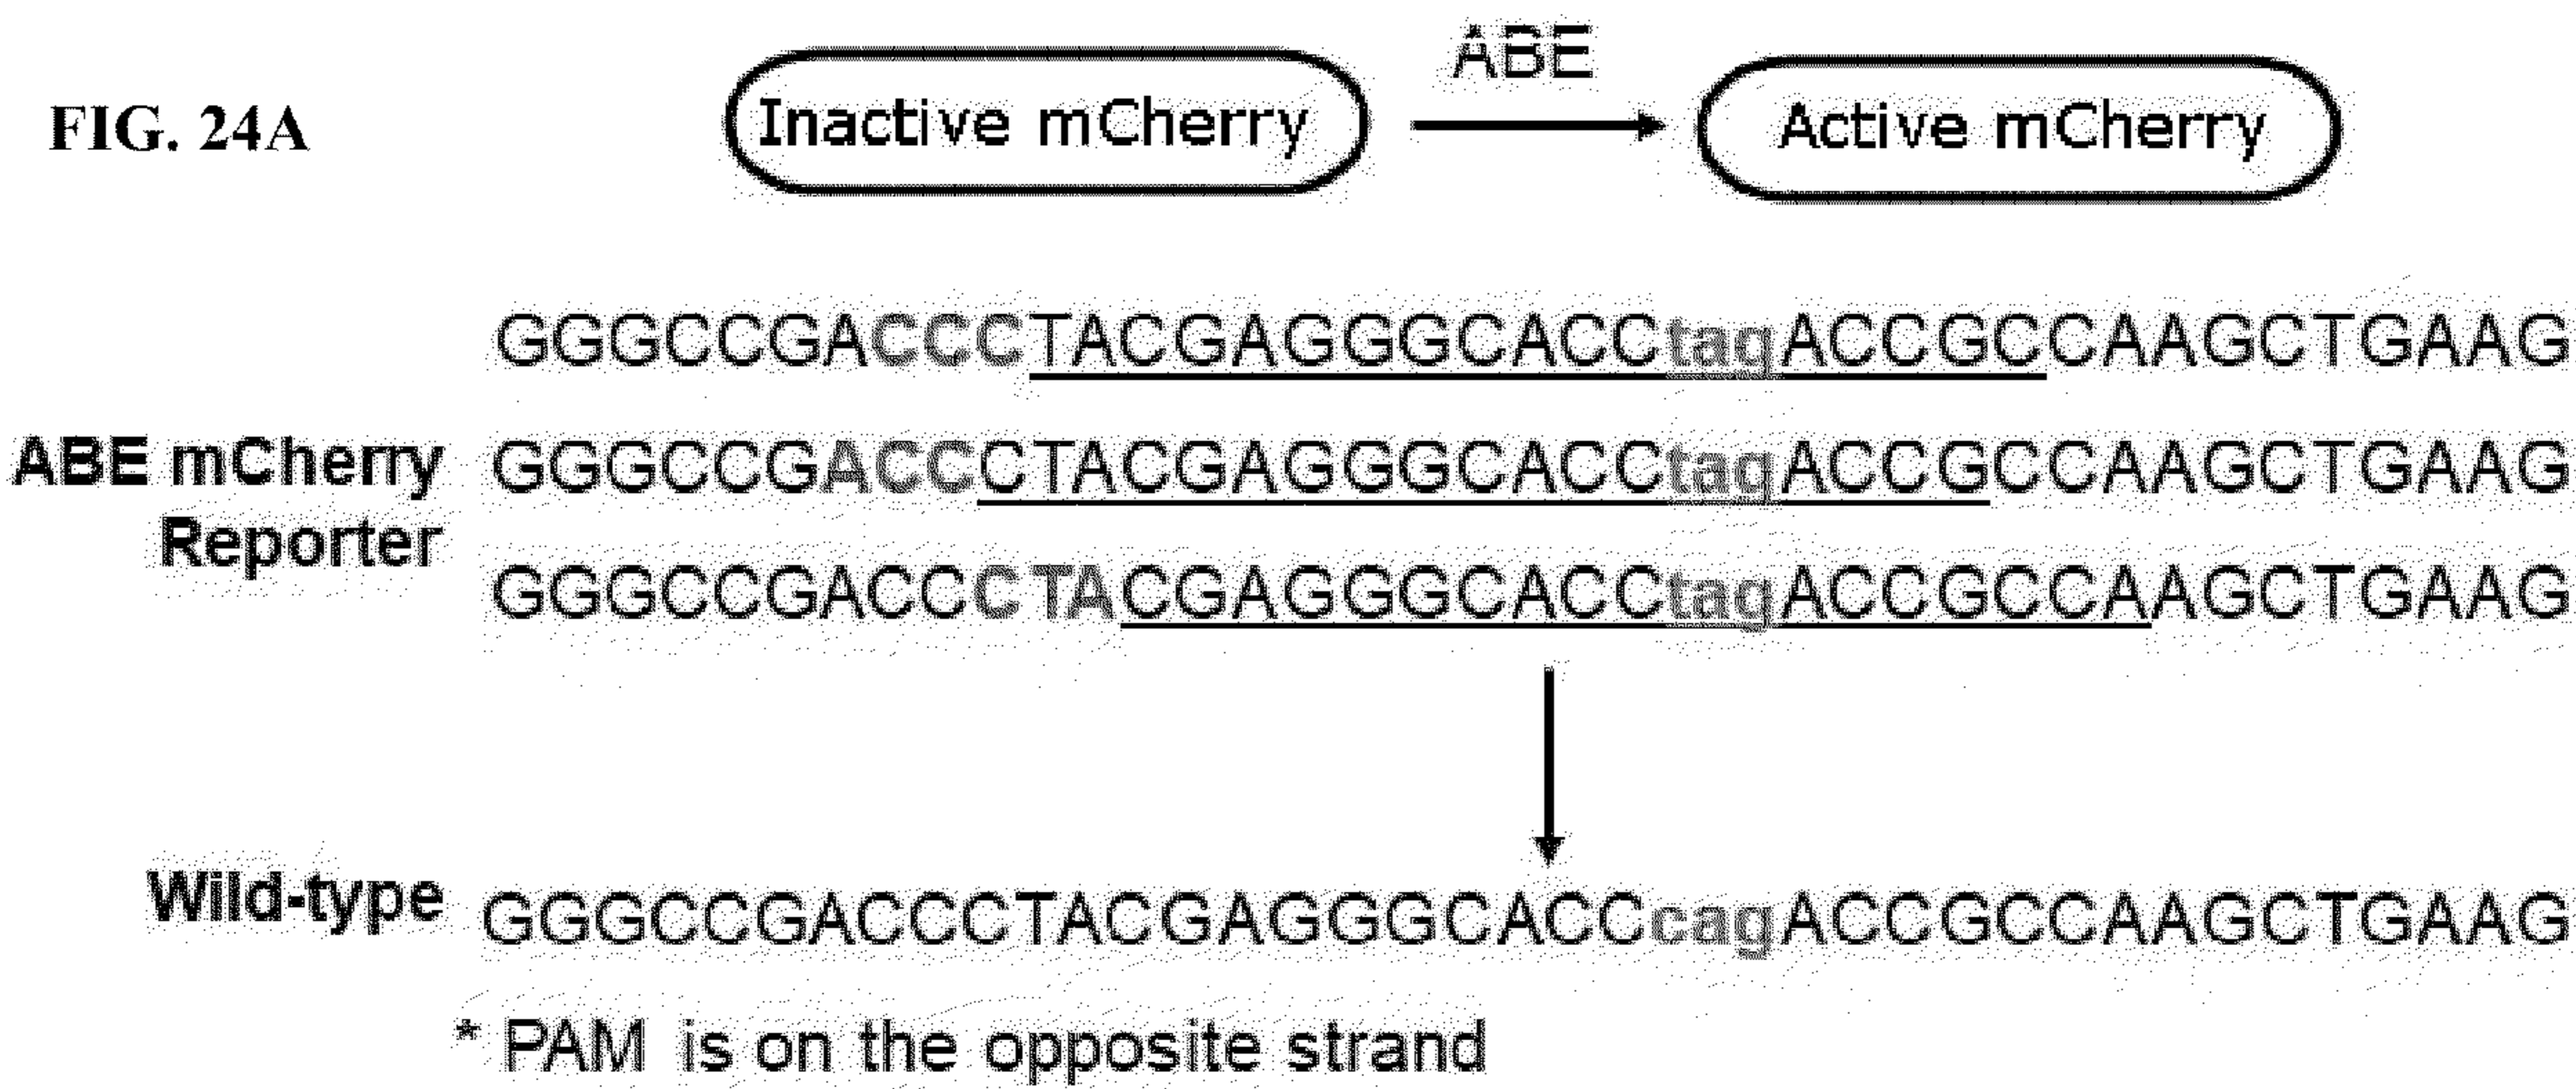 ABE
FIG. 24A
Inactive mCherry
Active mCherry
GGGCCGACCCTACGAGGGCACCtagACCGCCAAGCTGAAG
ABE mCherry
Reporter
GGGCCGACCCTACGAGGGCACCtagACCGCCAAGCTGAAG
GGGCCGACCCTACGAGGGCACCtagACCGCCAAGCTGAAG
Wild-type
GGGCCGACCCTACGAGGGCACCcagACCGCCAAGCTGAAG
* PAM is on the opposite strand